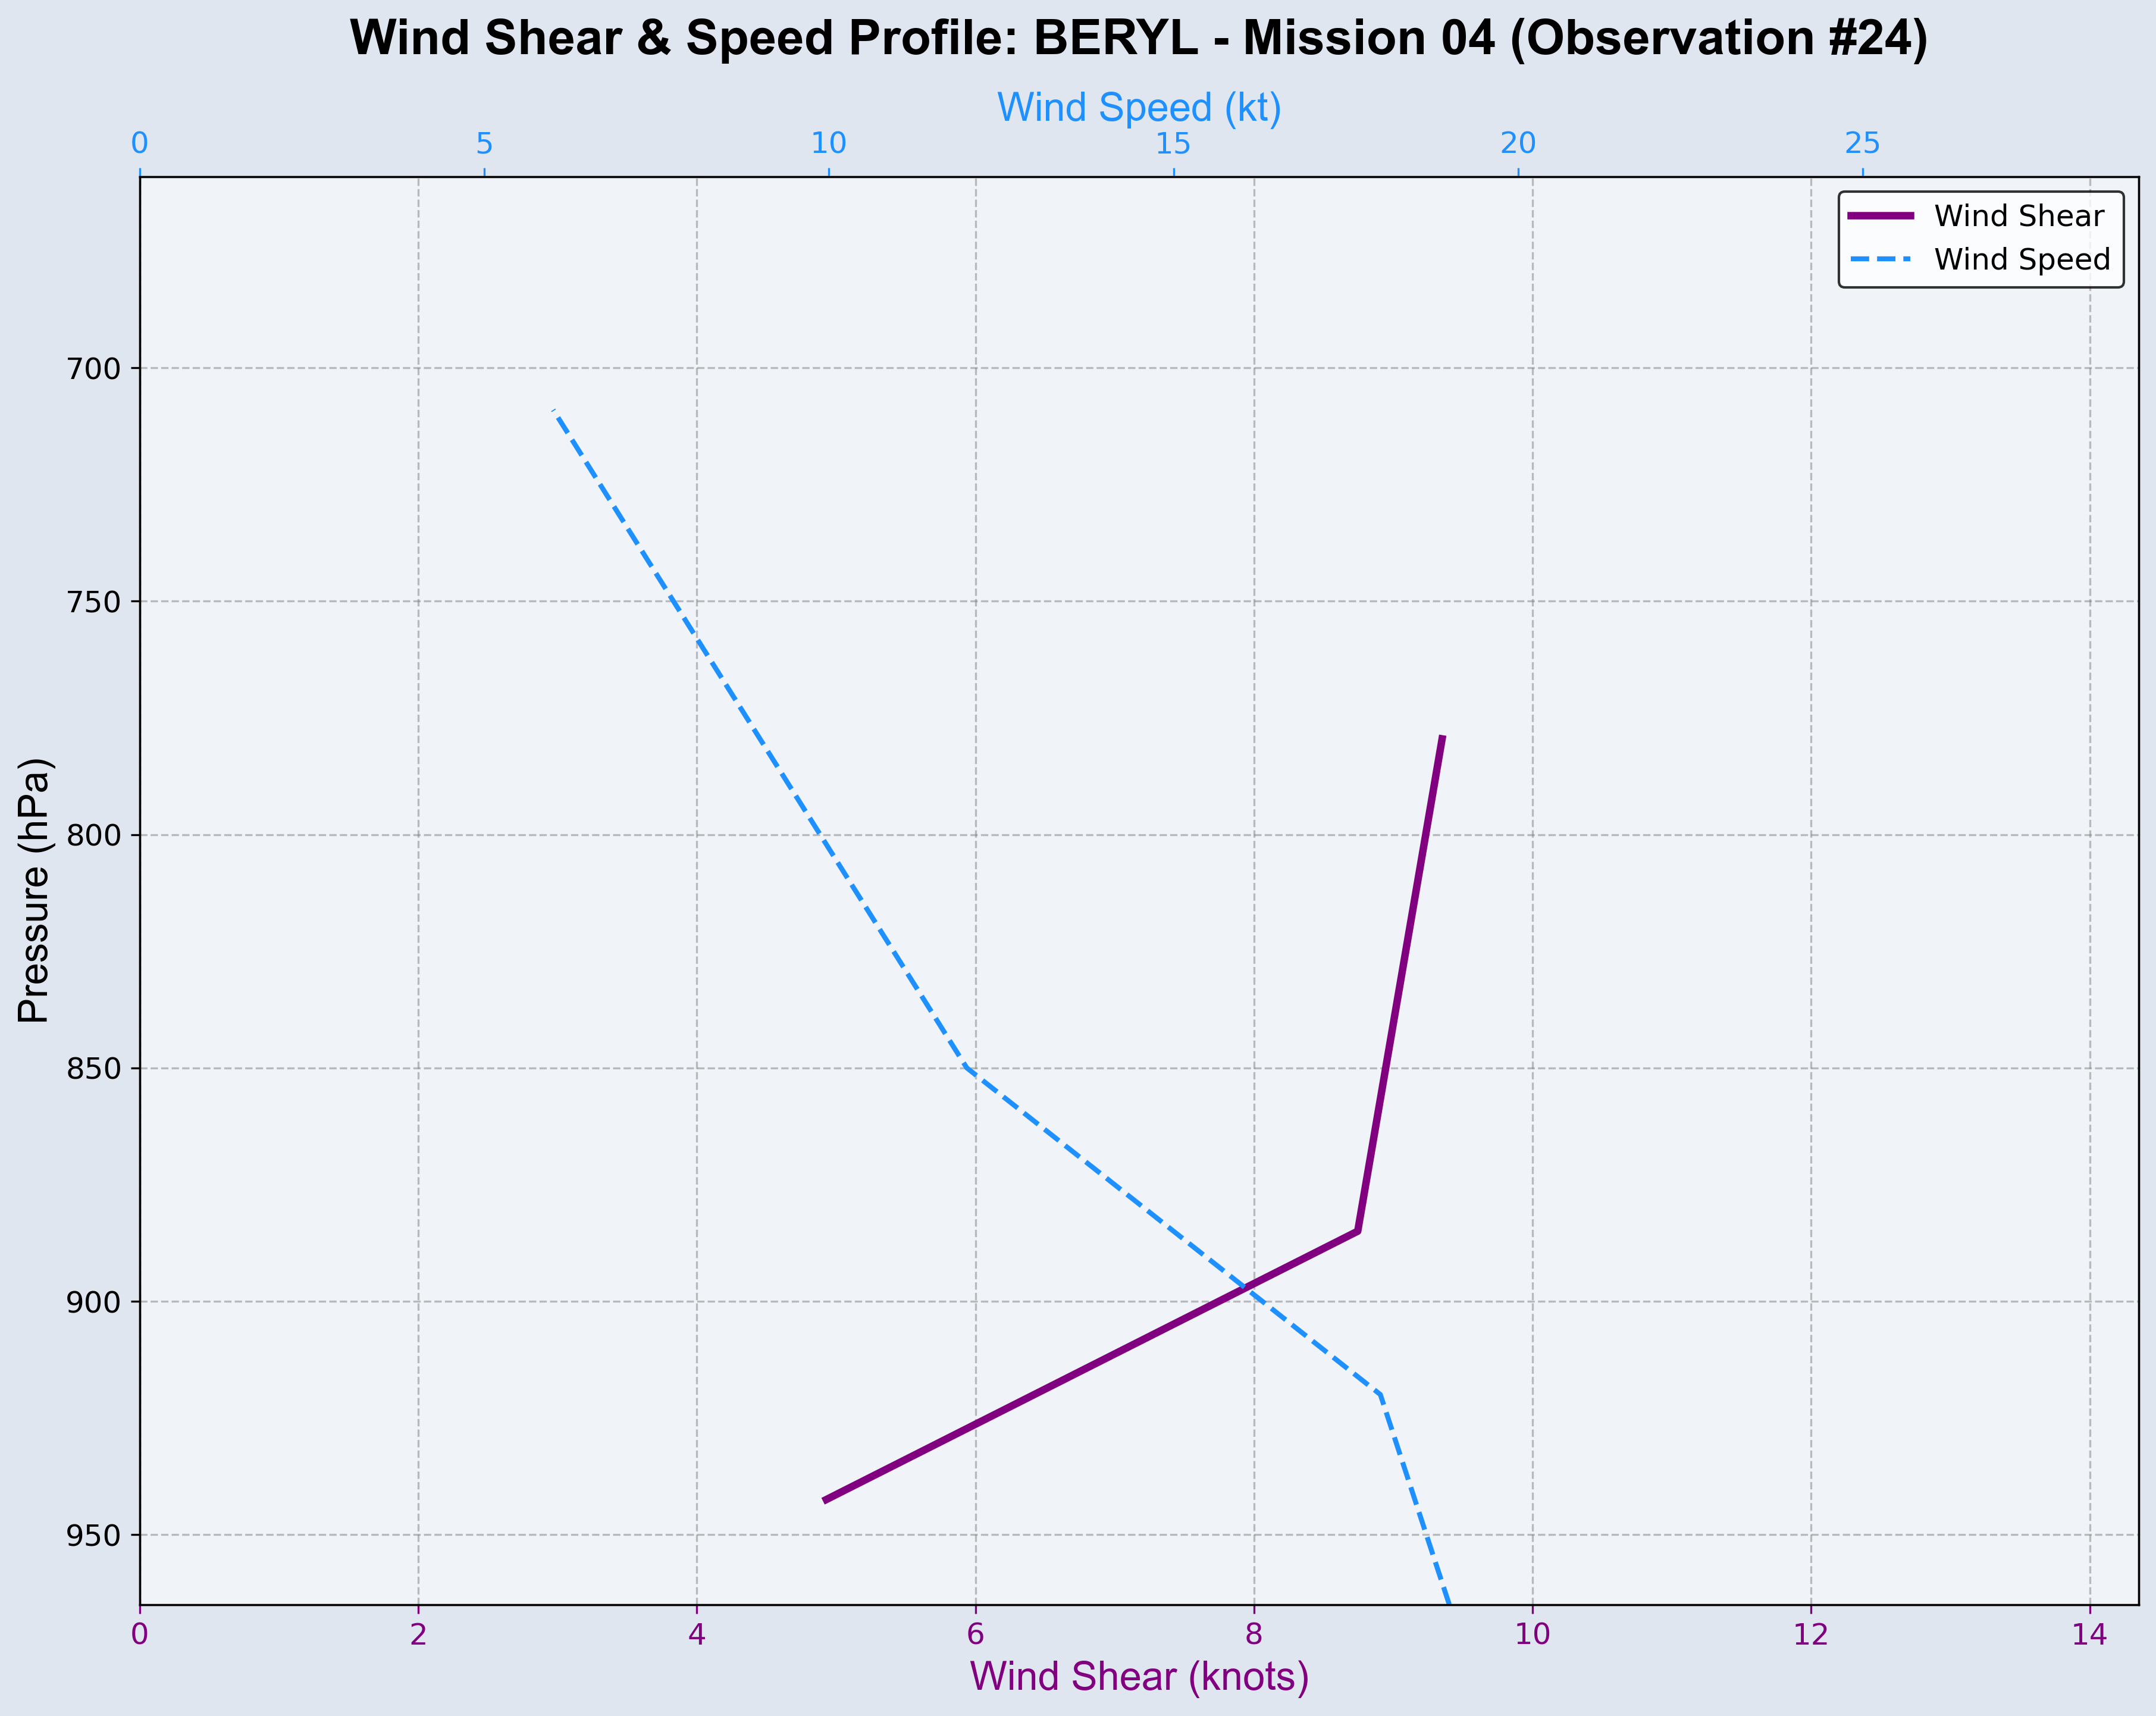 Wind Shear & Speed Profile: BERYL - Mission 04 (Observation #24)
Wind Speed (kt)
0 5 10 15 20 25
Wind Shear
Wind Speed
700
750
800
850
900
950
Pressure (hPa)
0 2 4 6 8 10 12 14
Wind Shear (knots)